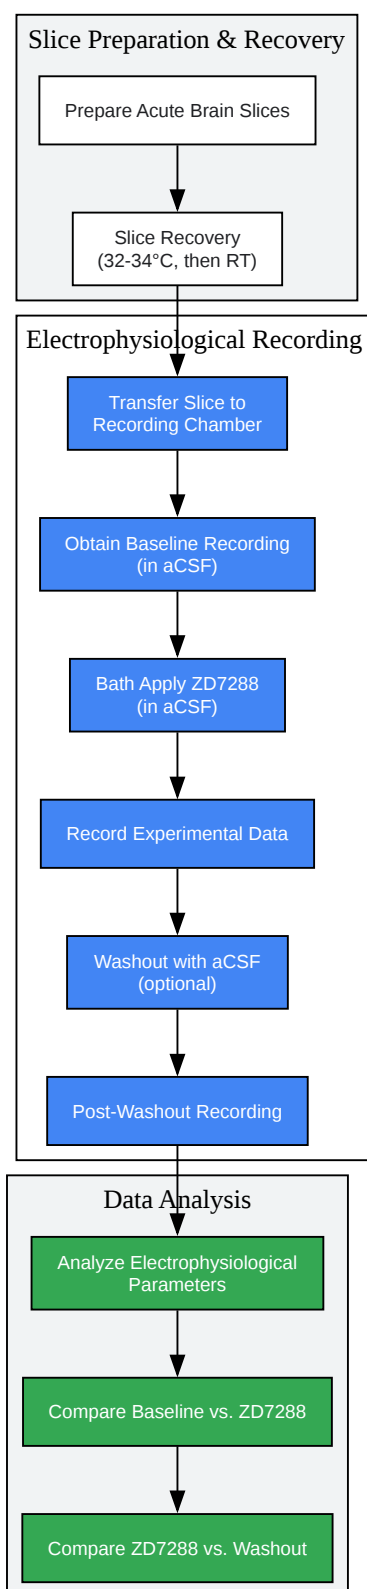 Slice Preparation & Recovery
Prepare Acute Brain Slices
Slice Recovery
(32-34°C, then RT)
Electrophysiological Recording
Transfer Slice to
Recording Chamber
Obtain Baseline Recording
(in aCSF)
Bath Apply ZD7288
(in aCSF)
Record Experimental Data
Washout with aCSF
(optional)
Post-Washout Recording
Data Analysis
Analyze Electrophysiological
Parameters
Compare Baseline vs. ZD7288
Compare ZD7288 vs. Washout